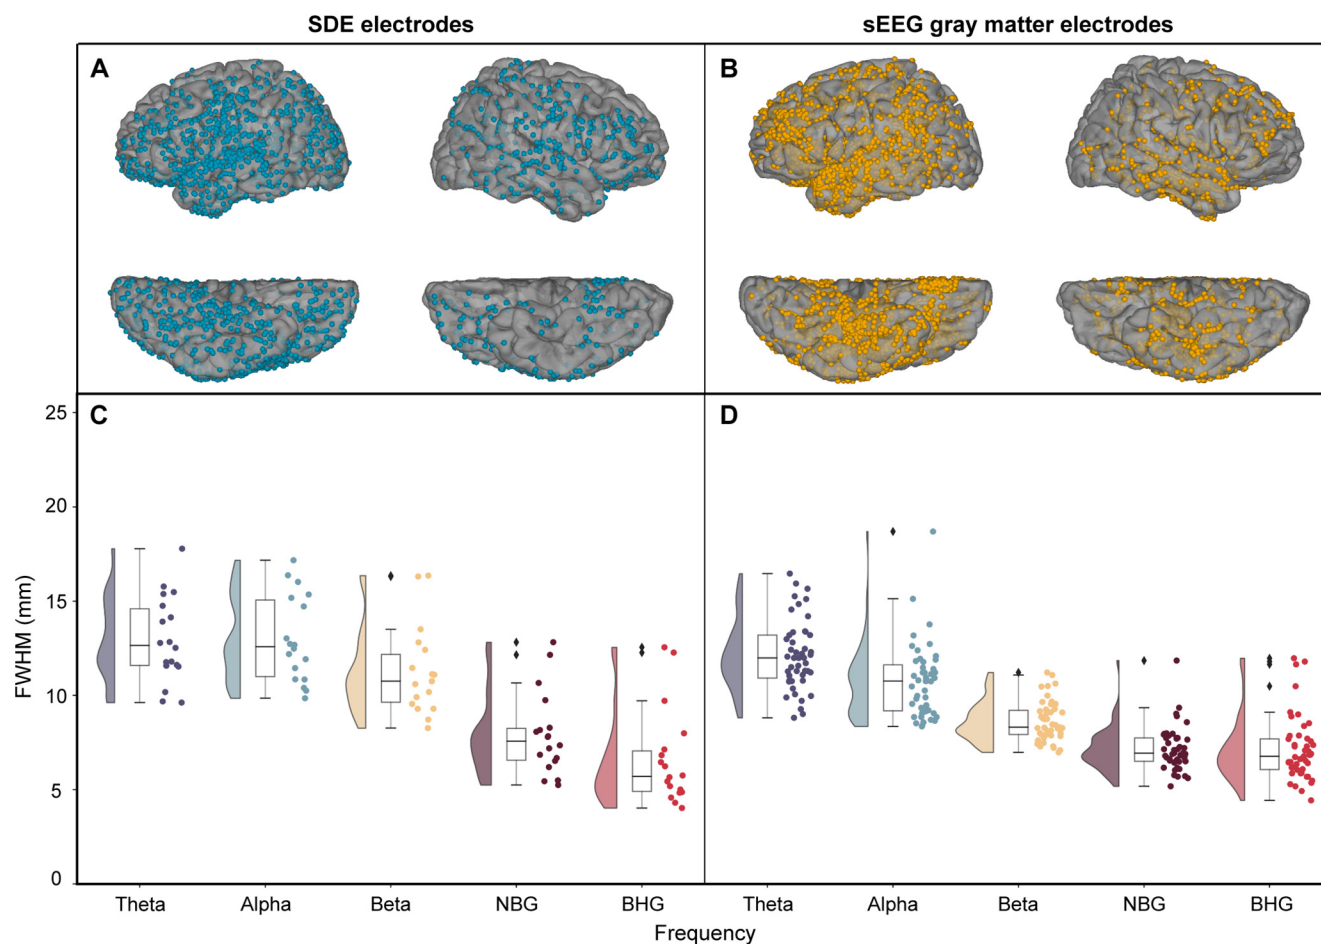 SDE electrodes
sEEG gray matter electrodes
A
B
C
D
25
20
15
10
5
0
FWHM (mm)
Theta
Alpha
Beta
NBG
BHG
Theta
Alpha
Beta
NBG
BHG
Frequency